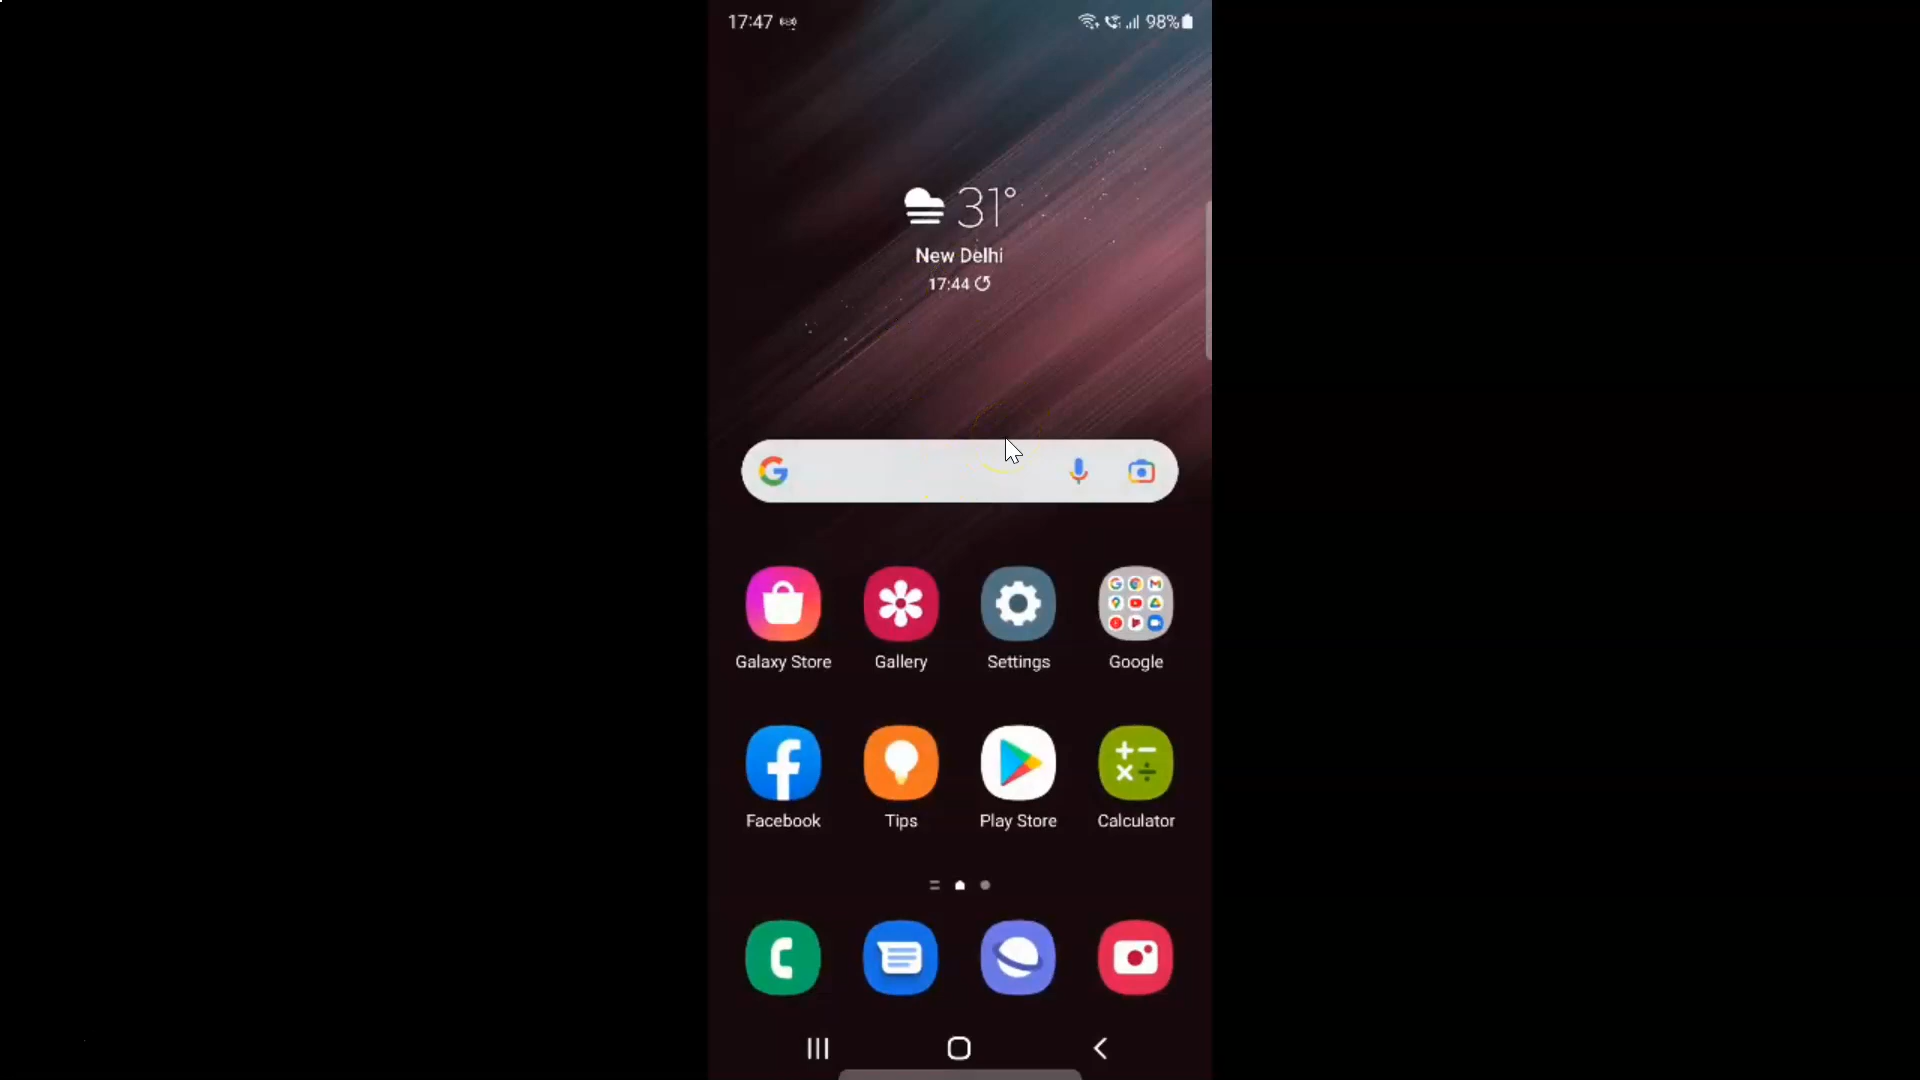 17:47
98%
31°
New Delhi
17:44
Galaxy Store
Gallery
Settings
Google
Facebook
Tips
Play Store
Calculator